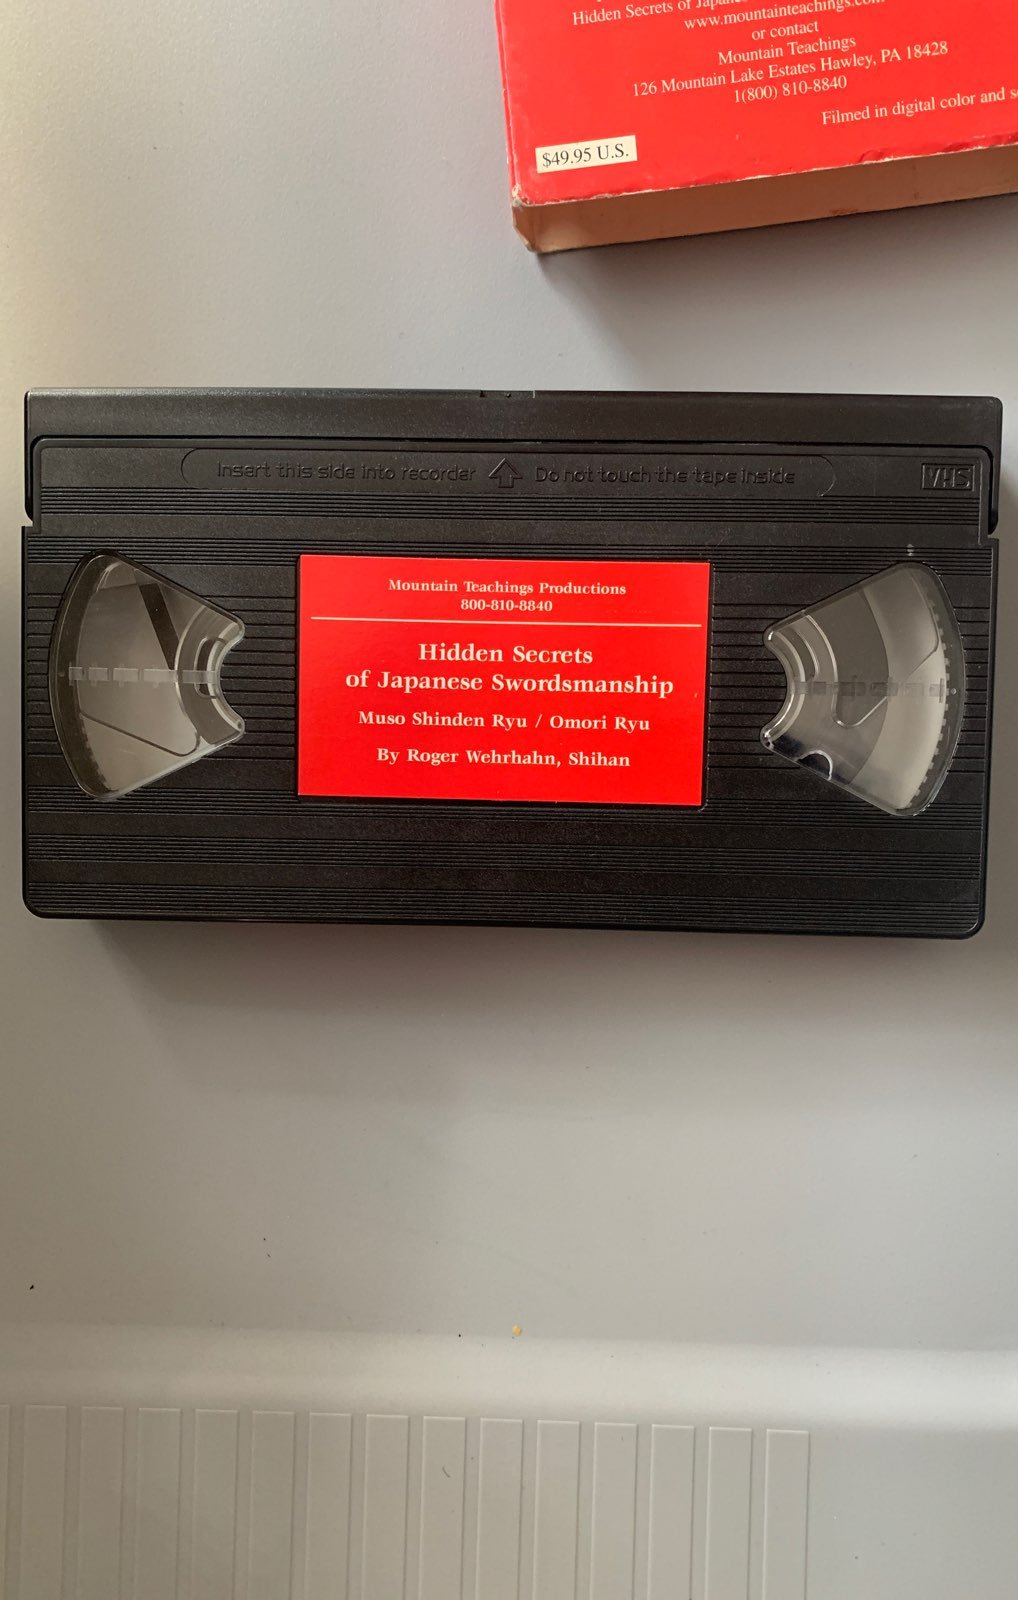 Hidden Secrets of
www.mountainteachings.com
or contact
Mountain Teachings
126 Mountain Lake Estates Hawley, PA 18428
1(800) 810-8840
Filmed in digital color and
$49.95 U.S.
Insert this side into recorder Do not touch the tape inside
VHS
Mountain Teachings Productions
800-810-8840
Hidden Secrets
of Japanese Swordsmanship
Muso Shinden Ryu / Omori Ryu
By Roger Wehrhahn, Shihan